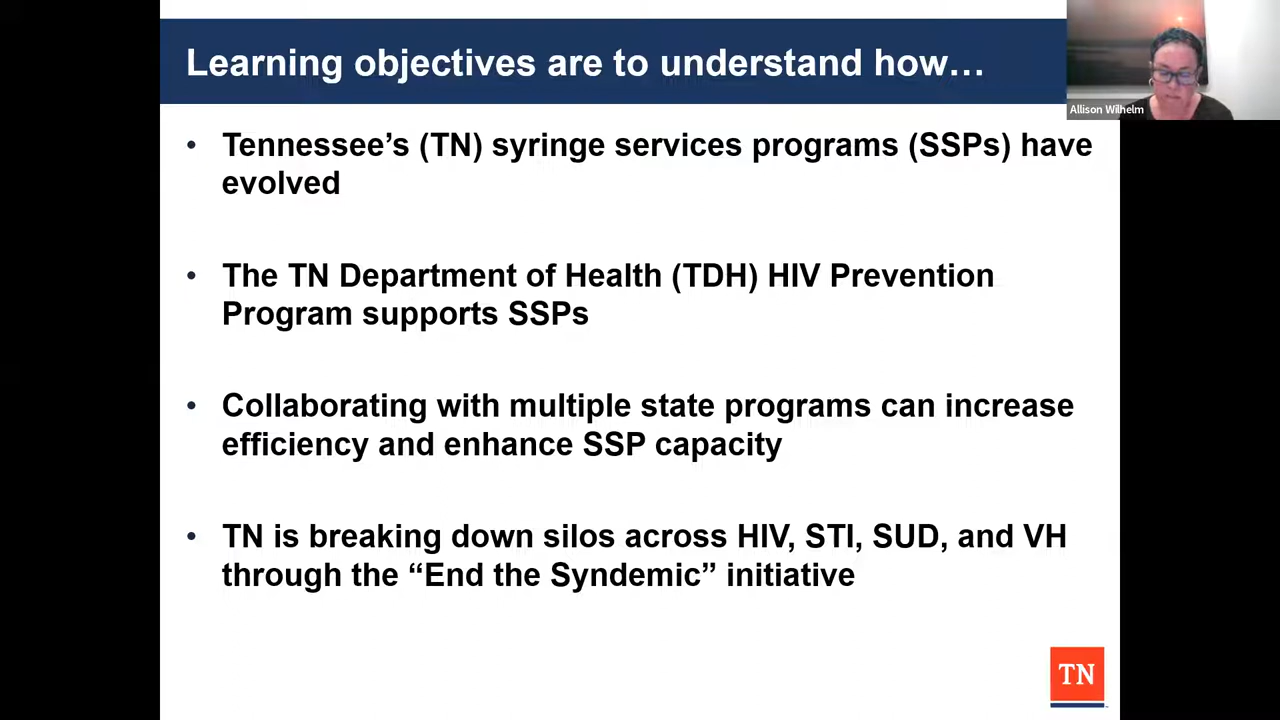 Learning objectives are to understand how…
Allison Wilhelm
• Tennessee’s (TN) syringe services programs (SSPs) have
evolved
• The TN Department of Health (TDH) HIV Prevention
Program supports SSPs
• Collaborating with multiple state programs can increase
efficiency and enhance SSP capacity
• TN is breaking down silos across HIV, STI, SUD, and VH
through the “End the Syndemic” initiative
TN